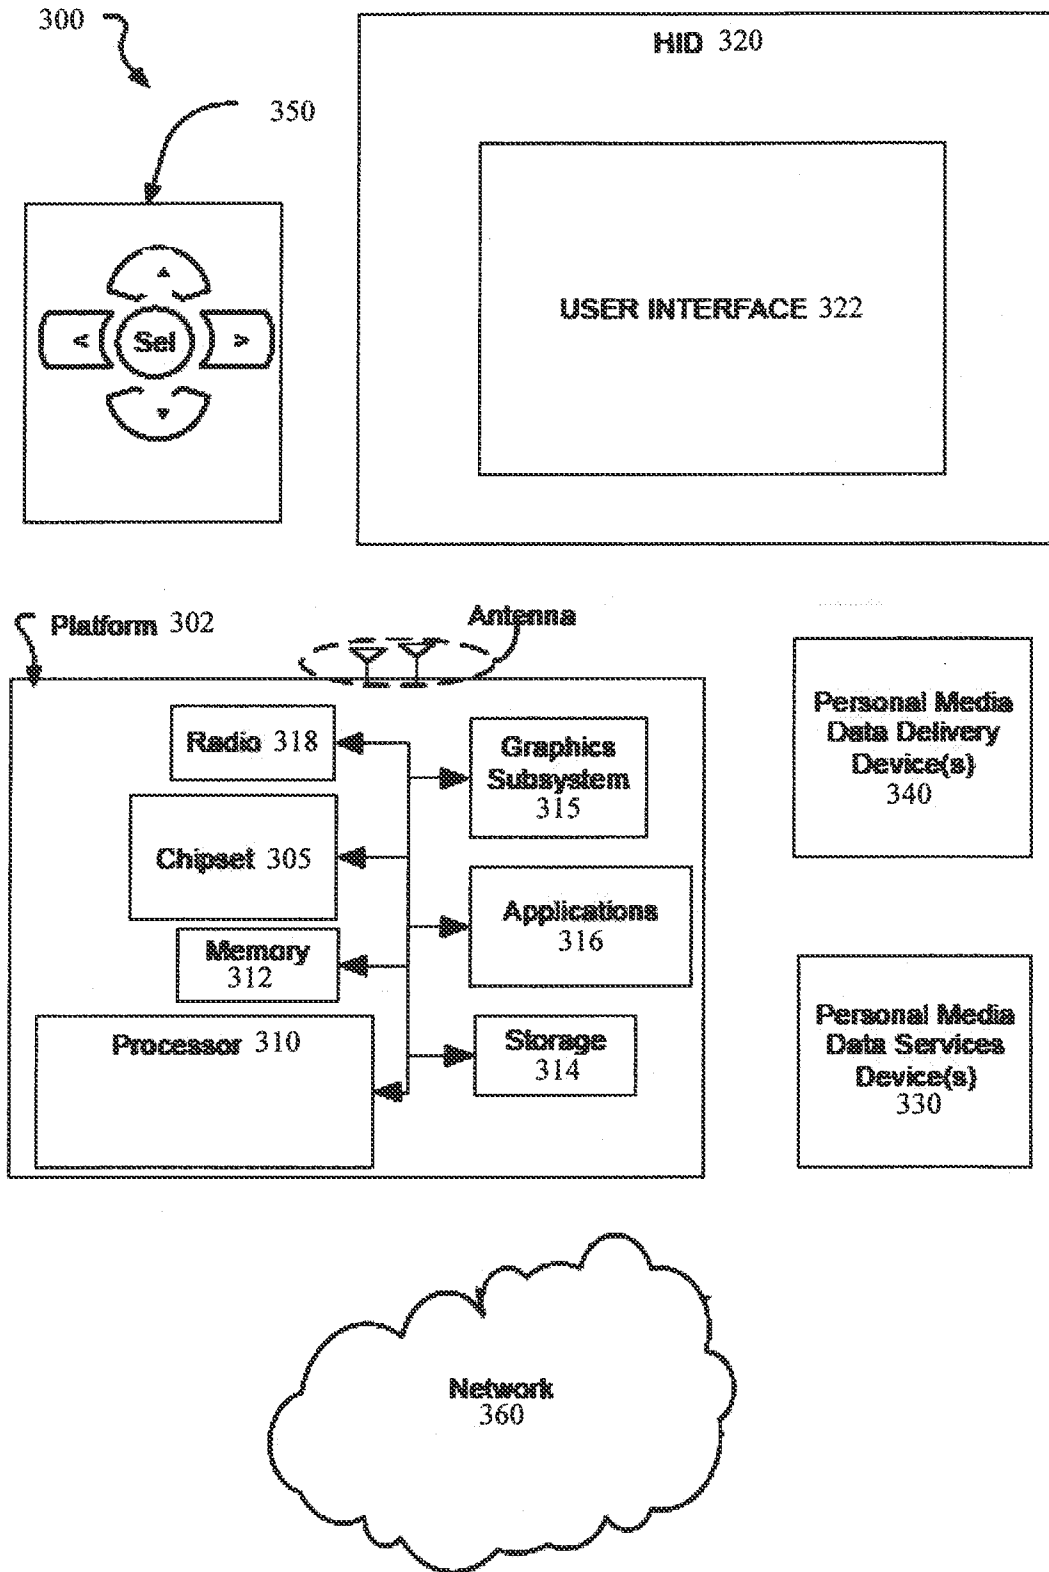 300
350
HID 320
USER INTERFACE 322
<
Sel
>
Platform 302
Antenna
Radio 318
Graphics
Subsystem
315
Chipset 305
Applications
316
Memory
312
Processor 310
Storage
314
Personal Media
Data Delivery
Device(s)
340
Personal Media
Data Services
Device(s)
330
Network
360